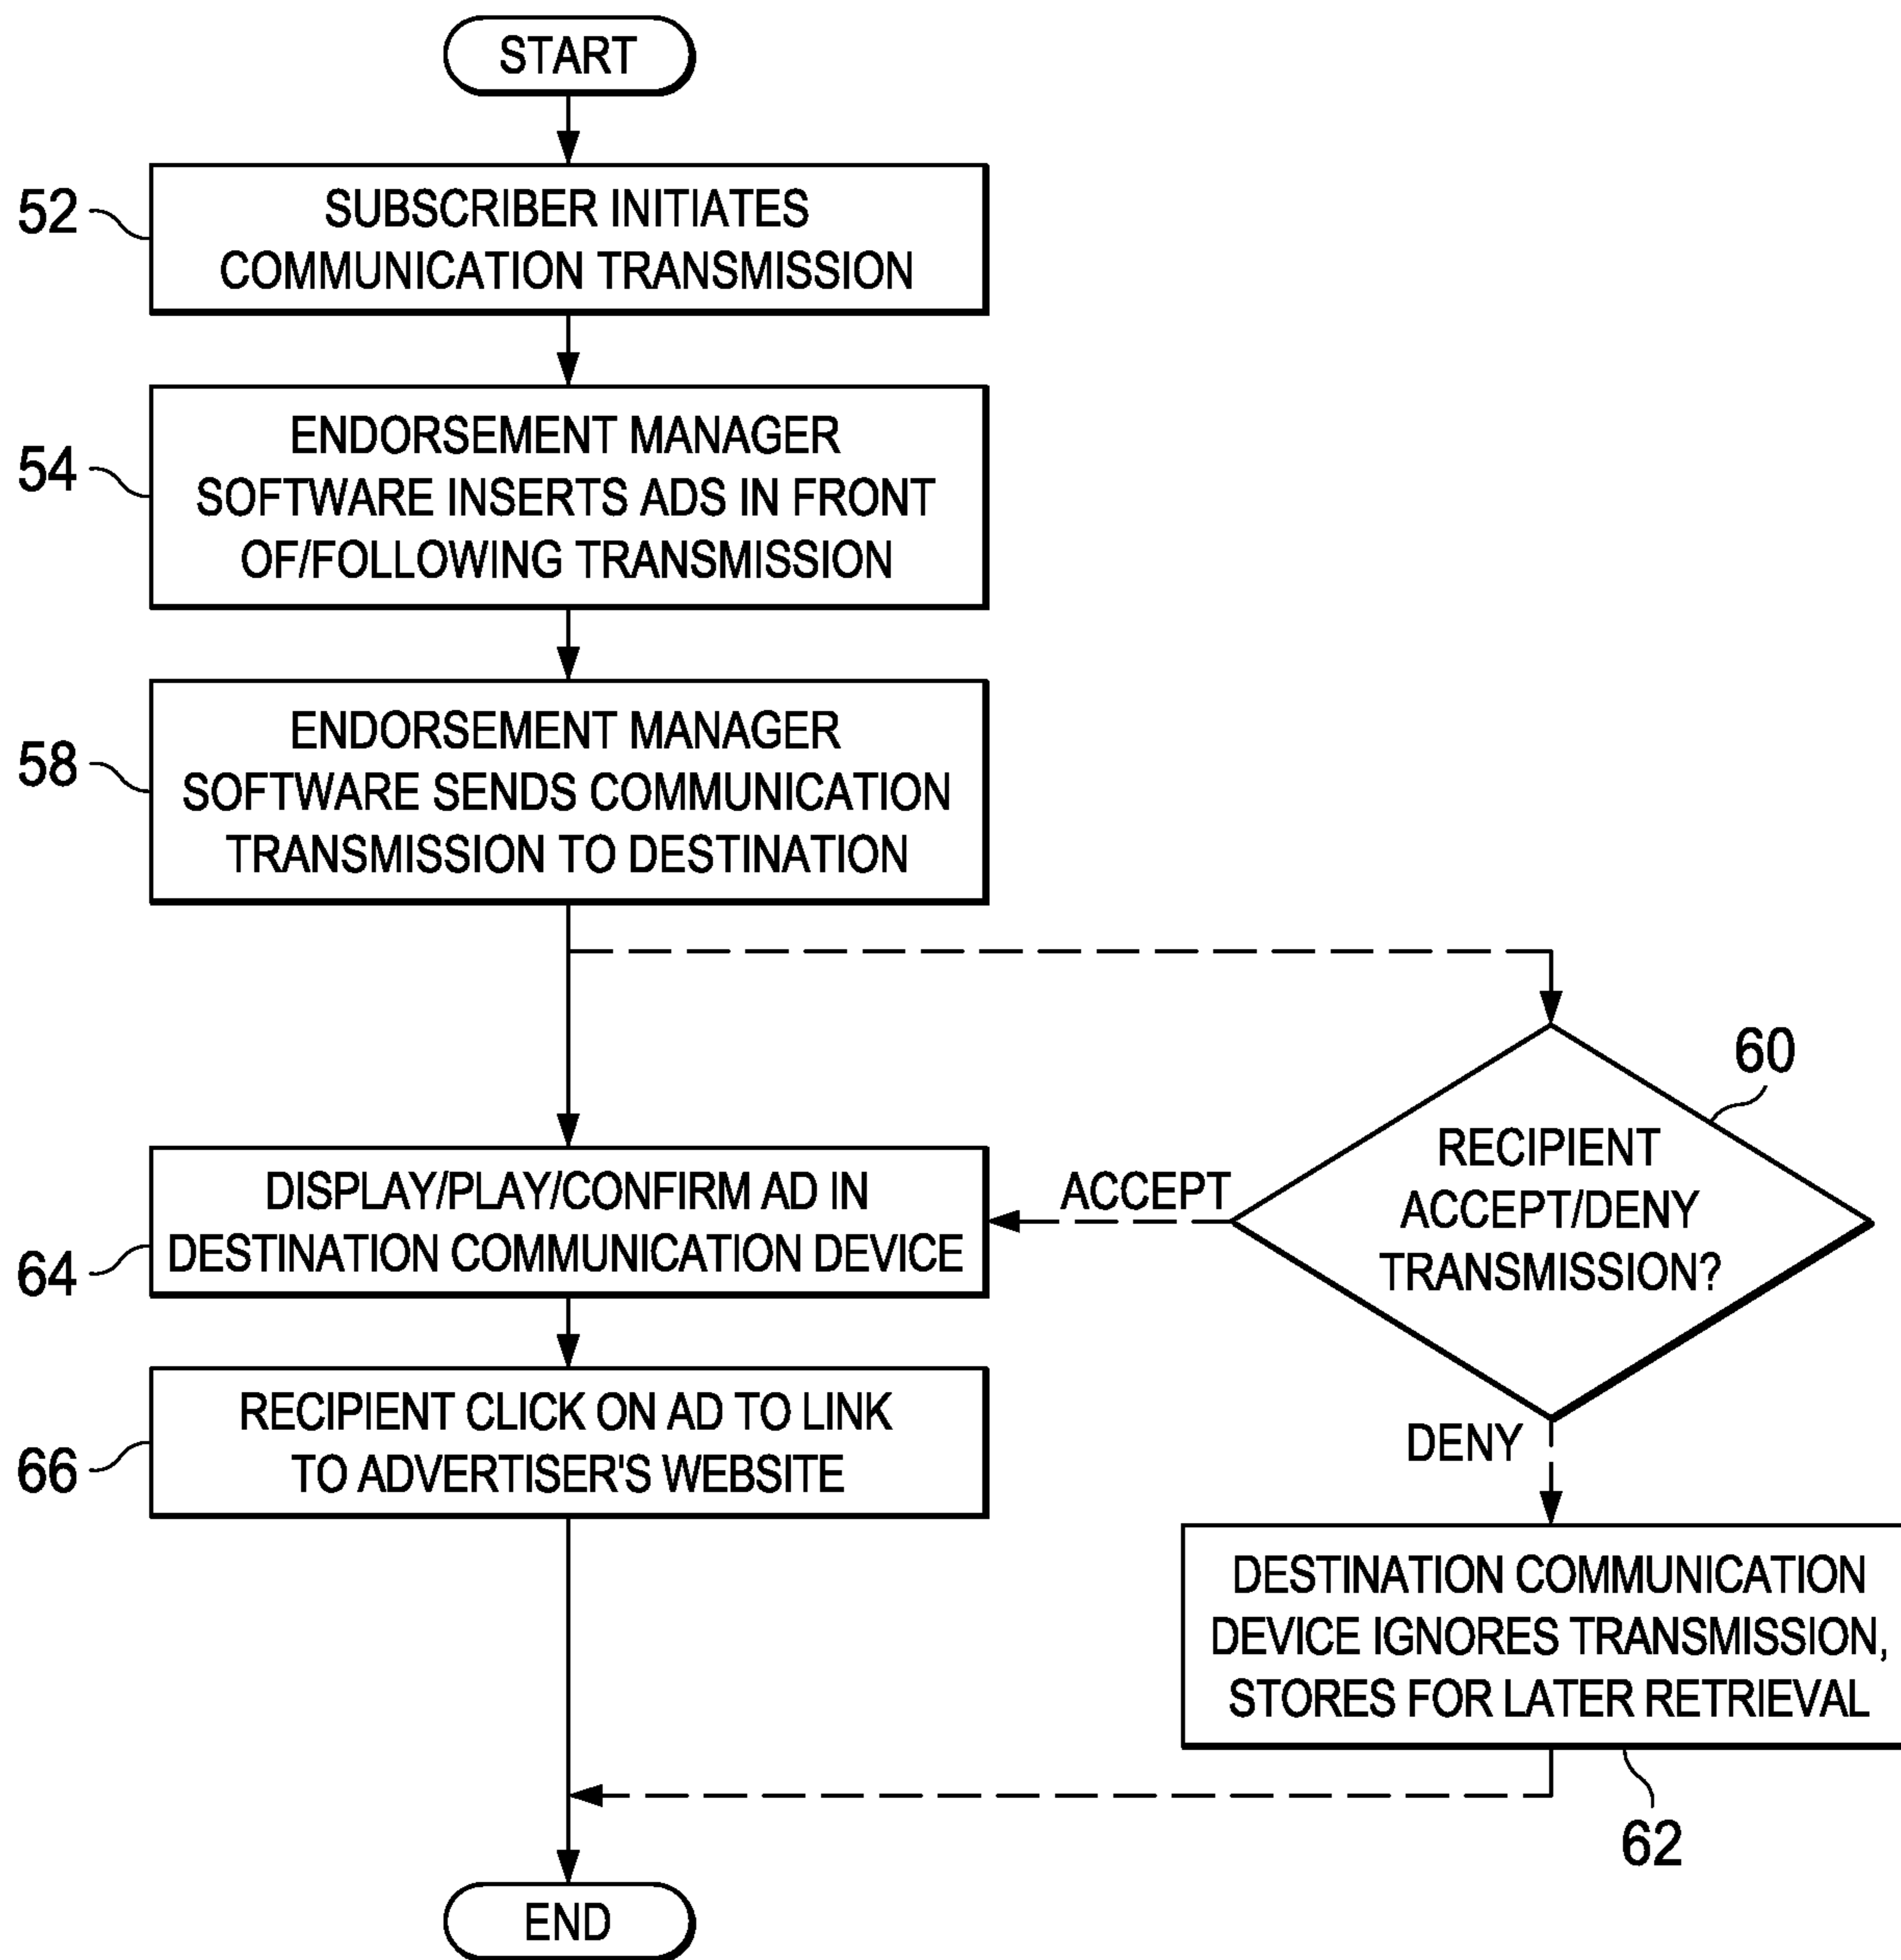 START
52
SUBSCRIBER INITIATES
COMMUNICATION TRANSMISSION
54
ENDORSEMENT MANAGER
SOFTWARE INSERTS ADS IN FRONT
OF/FOLLOWING TRANSMISSION
58
ENDORSEMENT MANAGER
SOFTWARE SENDS COMMUNICATION
TRANSMISSION TO DESTINATION
60
RECIPIENT
ACCEPT/DENY
TRANSMISSION?
ACCEPT
64
DISPLAY/PLAY/CONFIRM AD IN
DESTINATION COMMUNICATION DEVICE
66
RECIPIENT CLICK ON AD TO LINK
TO ADVERTISER'S WEBSITE
DENY
DESTINATION COMMUNICATION
DEVICE IGNORES TRANSMISSION,
STORES FOR LATER RETRIEVAL
62
END